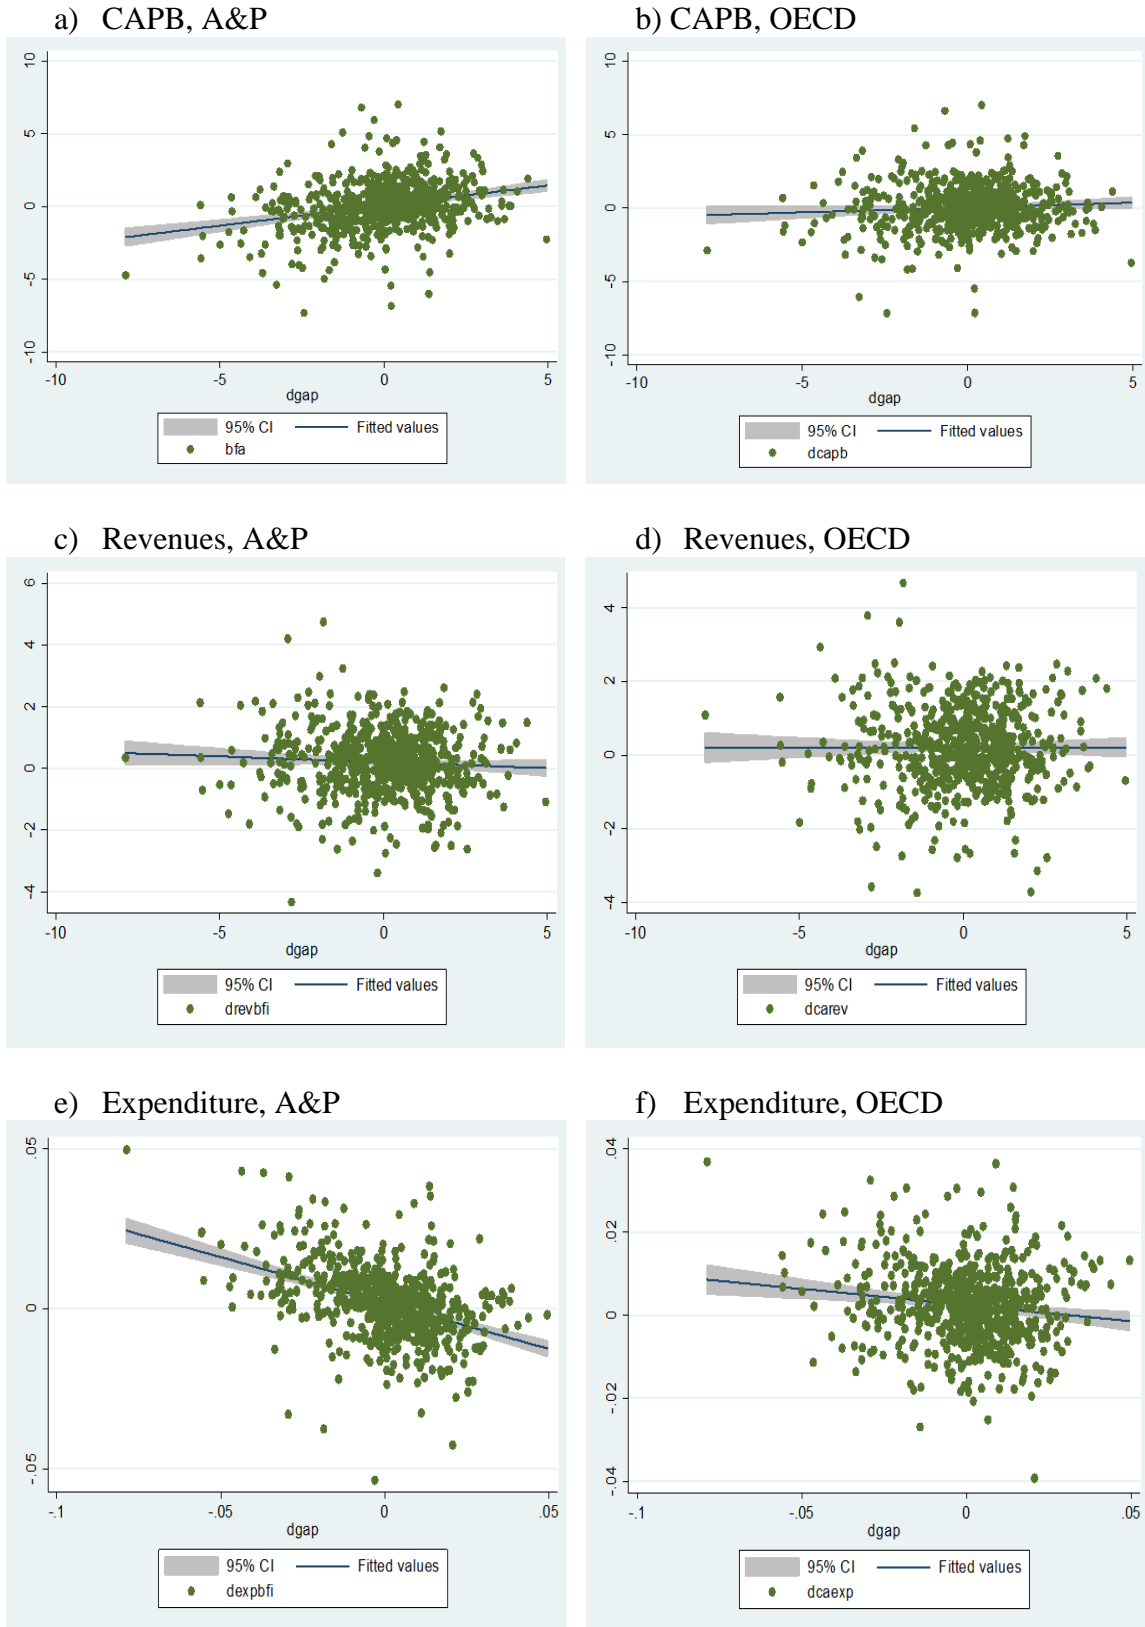 a) CAPB, A&P
b) CAPB, OECD
10
5
0
-5
-10
-10 -5 0 5
dgap
95% CI Fitted values
bfa
10
5
0
-5
-10
-10 -5 0 5
dgap
95% CI Fitted values
dcapb
c) Revenues, A&P
d) Revenues, OECD
6
4
2
0
-2
-4
-10 -5 0 5
dgap
95% CI Fitted values
drevbfi
4
2
0
-2
-4
-10 -5 0 5
dgap
95% CI Fitted values
dcarev
e) Expenditure, A&P
f) Expenditure, OECD
.05
0
-.05
-.1 -.05 0 .05
dgap
95% CI Fitted values
dexpbfi
.04
.02
0
-.02
-.04
-.1 -.05 0 .05
dgap
95% CI Fitted values
dcaexp